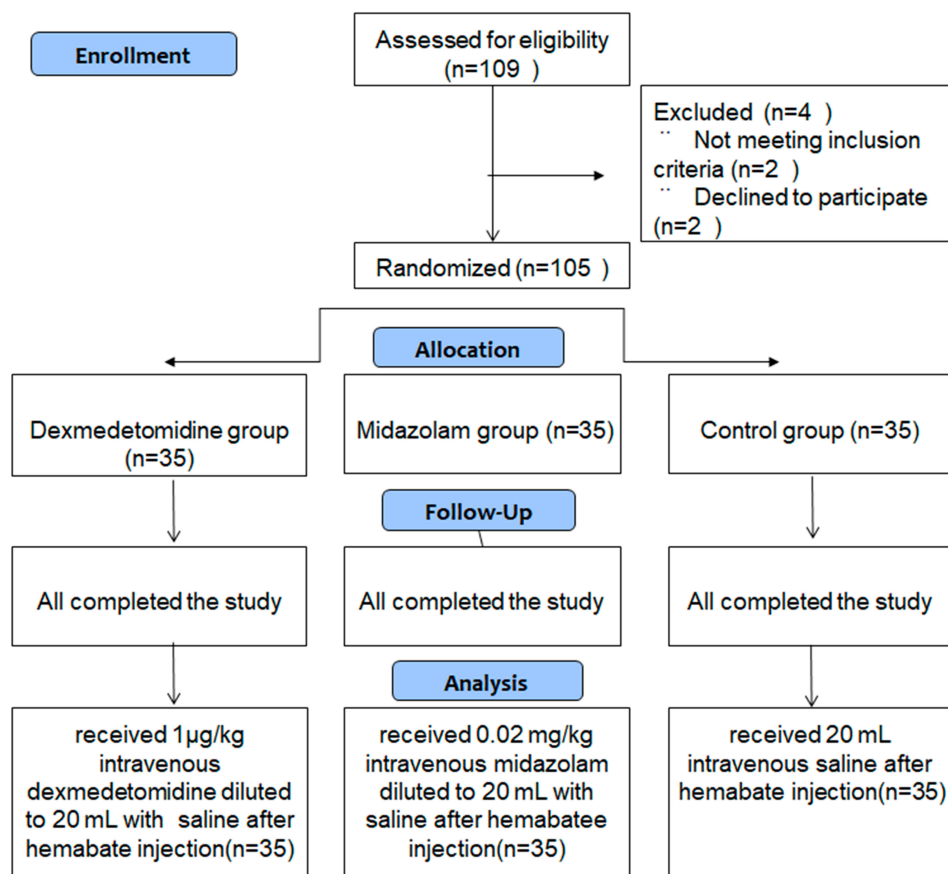 Enrollment
Assessed for eligibility
(n=109 )
Excluded (n=4 )
¨ Not meeting inclusion
criteria (n=2 )
¨ Declined to participate
(n=2 )
Randomized (n=105 )
Allocation
Dexmedetomidine group
(n=35)
Midazolam group (n=35)
Control group (n=35)
Follow-Up
All completed the study
All completed the study
All completed the study
Analysis
received 1µg/kg
intravenous
dexmedetomidine diluted
to 20 mL with saline after
hemabate injection(n=35)
received 0.02 mg/kg
intravenous midazolam
diluted to 20 mL with
saline after hemabatee
injection(n=35)
received 20 mL
intravenous saline after
hemabate injection(n=35)